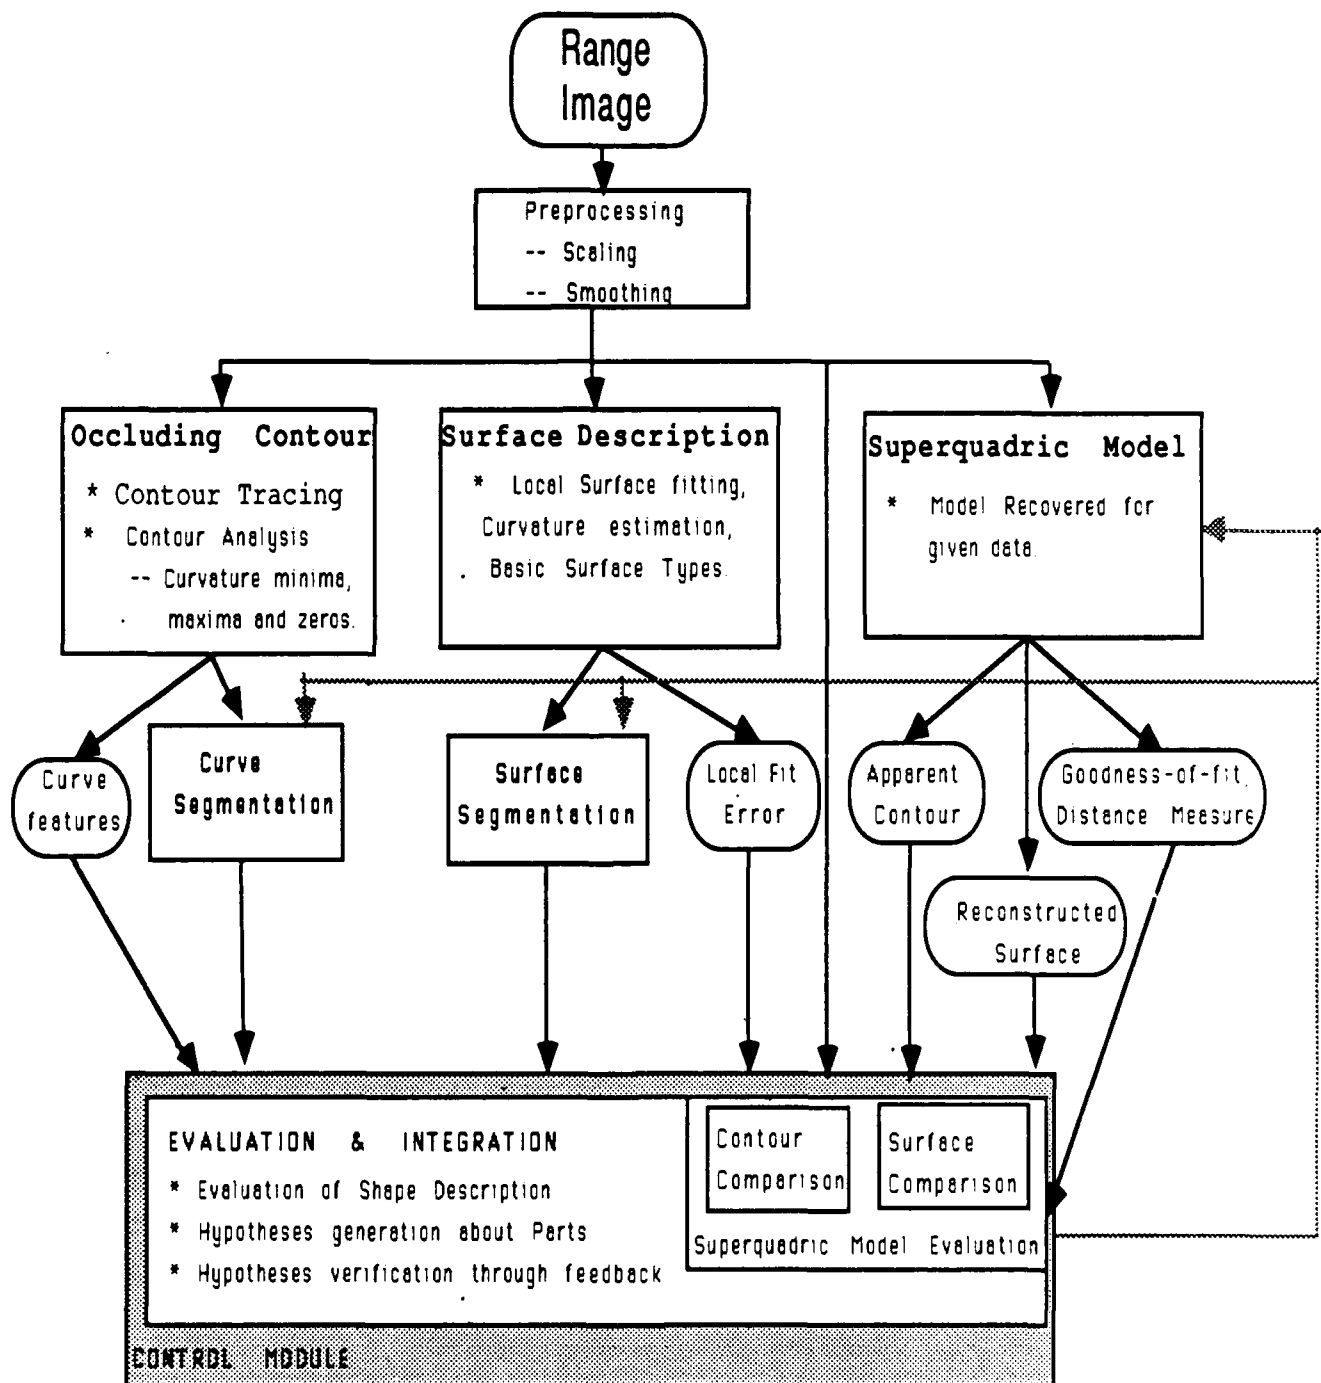 Range
Image
Preprocessing
-- Scaling
-- Smoothing
Occluding Contour
* Contour Tracing
* Contour Analysis
-- Curvature minima,
maxima and zeros.
Surface Description
* Local Surface fitting,
Curvature estimation,
Basic Surface Types.
Superquadric Model
* Model Recovered for
given data.
Curve
features
Curve
Segmentation
Surface
Segmentation
Local Fit
Error
Apparent
Contour
Goodness-of-fit,
Distance Measure
Reconstructed
Surface
EVALUATION & INTEGRATION
* Evaluation of Shape Description
* Hypotheses generation about Parts
* Hypotheses verification through feedback
Contour
Comparison
Surface
Comparison
Superquadric Model Evaluation
CONTROL MODULE